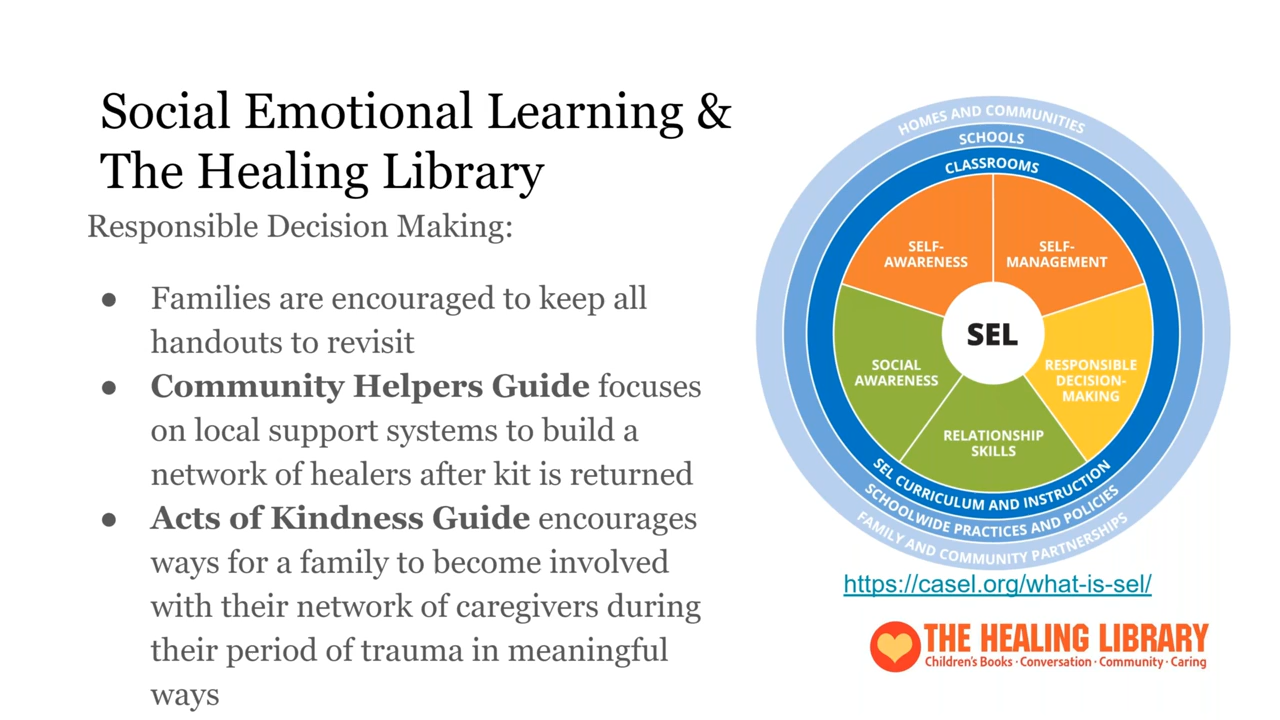 Social Emotional Learning &
The Healing Library
Responsible Decision Making:
● Families are encouraged to keep all
handouts to revisit
● Community Helpers Guide focuses
on local support systems to build a
network of healers after kit is returned
● Acts of Kindness Guide encourages
ways for a family to become involved
with their network of caregivers during
their period of trauma in meaningful
ways
HOMES AND COMMUNITIES
SCHOOLS
CLASSROOMS
SELF-
AWARENESS
SELF-
MANAGEMENT
SEL
SOCIAL
AWARENESS
RESPONSIBLE
DECISION-
MAKING
RELATIONSHIP
SKILLS
SEL CURRICULUM AND INSTRUCTION
SCHOOLWIDE PRACTICES AND POLICIES
FAMILY AND COMMUNITY PARTNERSHIPS
https://casel.org/what-is-sel/
THE HEALING LIBRARY
Children's Books · Conversation · Community · Caring